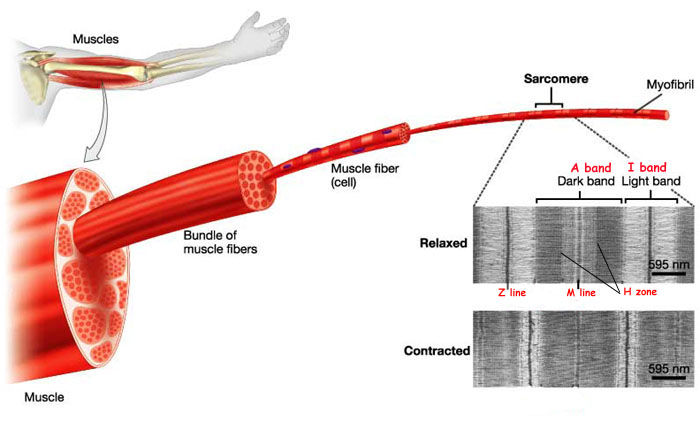 Muscles
Sarcomere
Myofibril
Muscle fiber
(cell)
A band
I band
Dark band
Light band
Bundle of
muscle fibers
Relaxed
595 nm
Z line
M line
H zone
Contracted
595 nm
Muscle